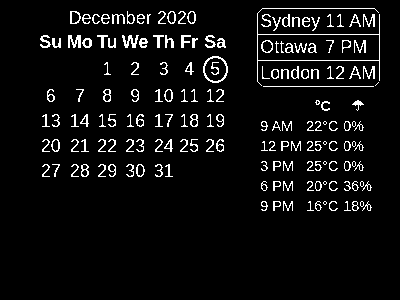 December 2020
Su Mo Tu We Th Fr Sa
1 2 3 4 5
6 7 8 9 10 11 12
13 14 15 16 17 18 19
20 21 22 23 24 25 26
27 28 29 30 31
Sydney 11 AM
Ottawa 7 PM
London 12 AM
°C ☂
9 AM 22°C 0%
12 PM 25°C 0%
3 PM 25°C 0%
6 PM 20°C 36%
9 PM 16°C 18%